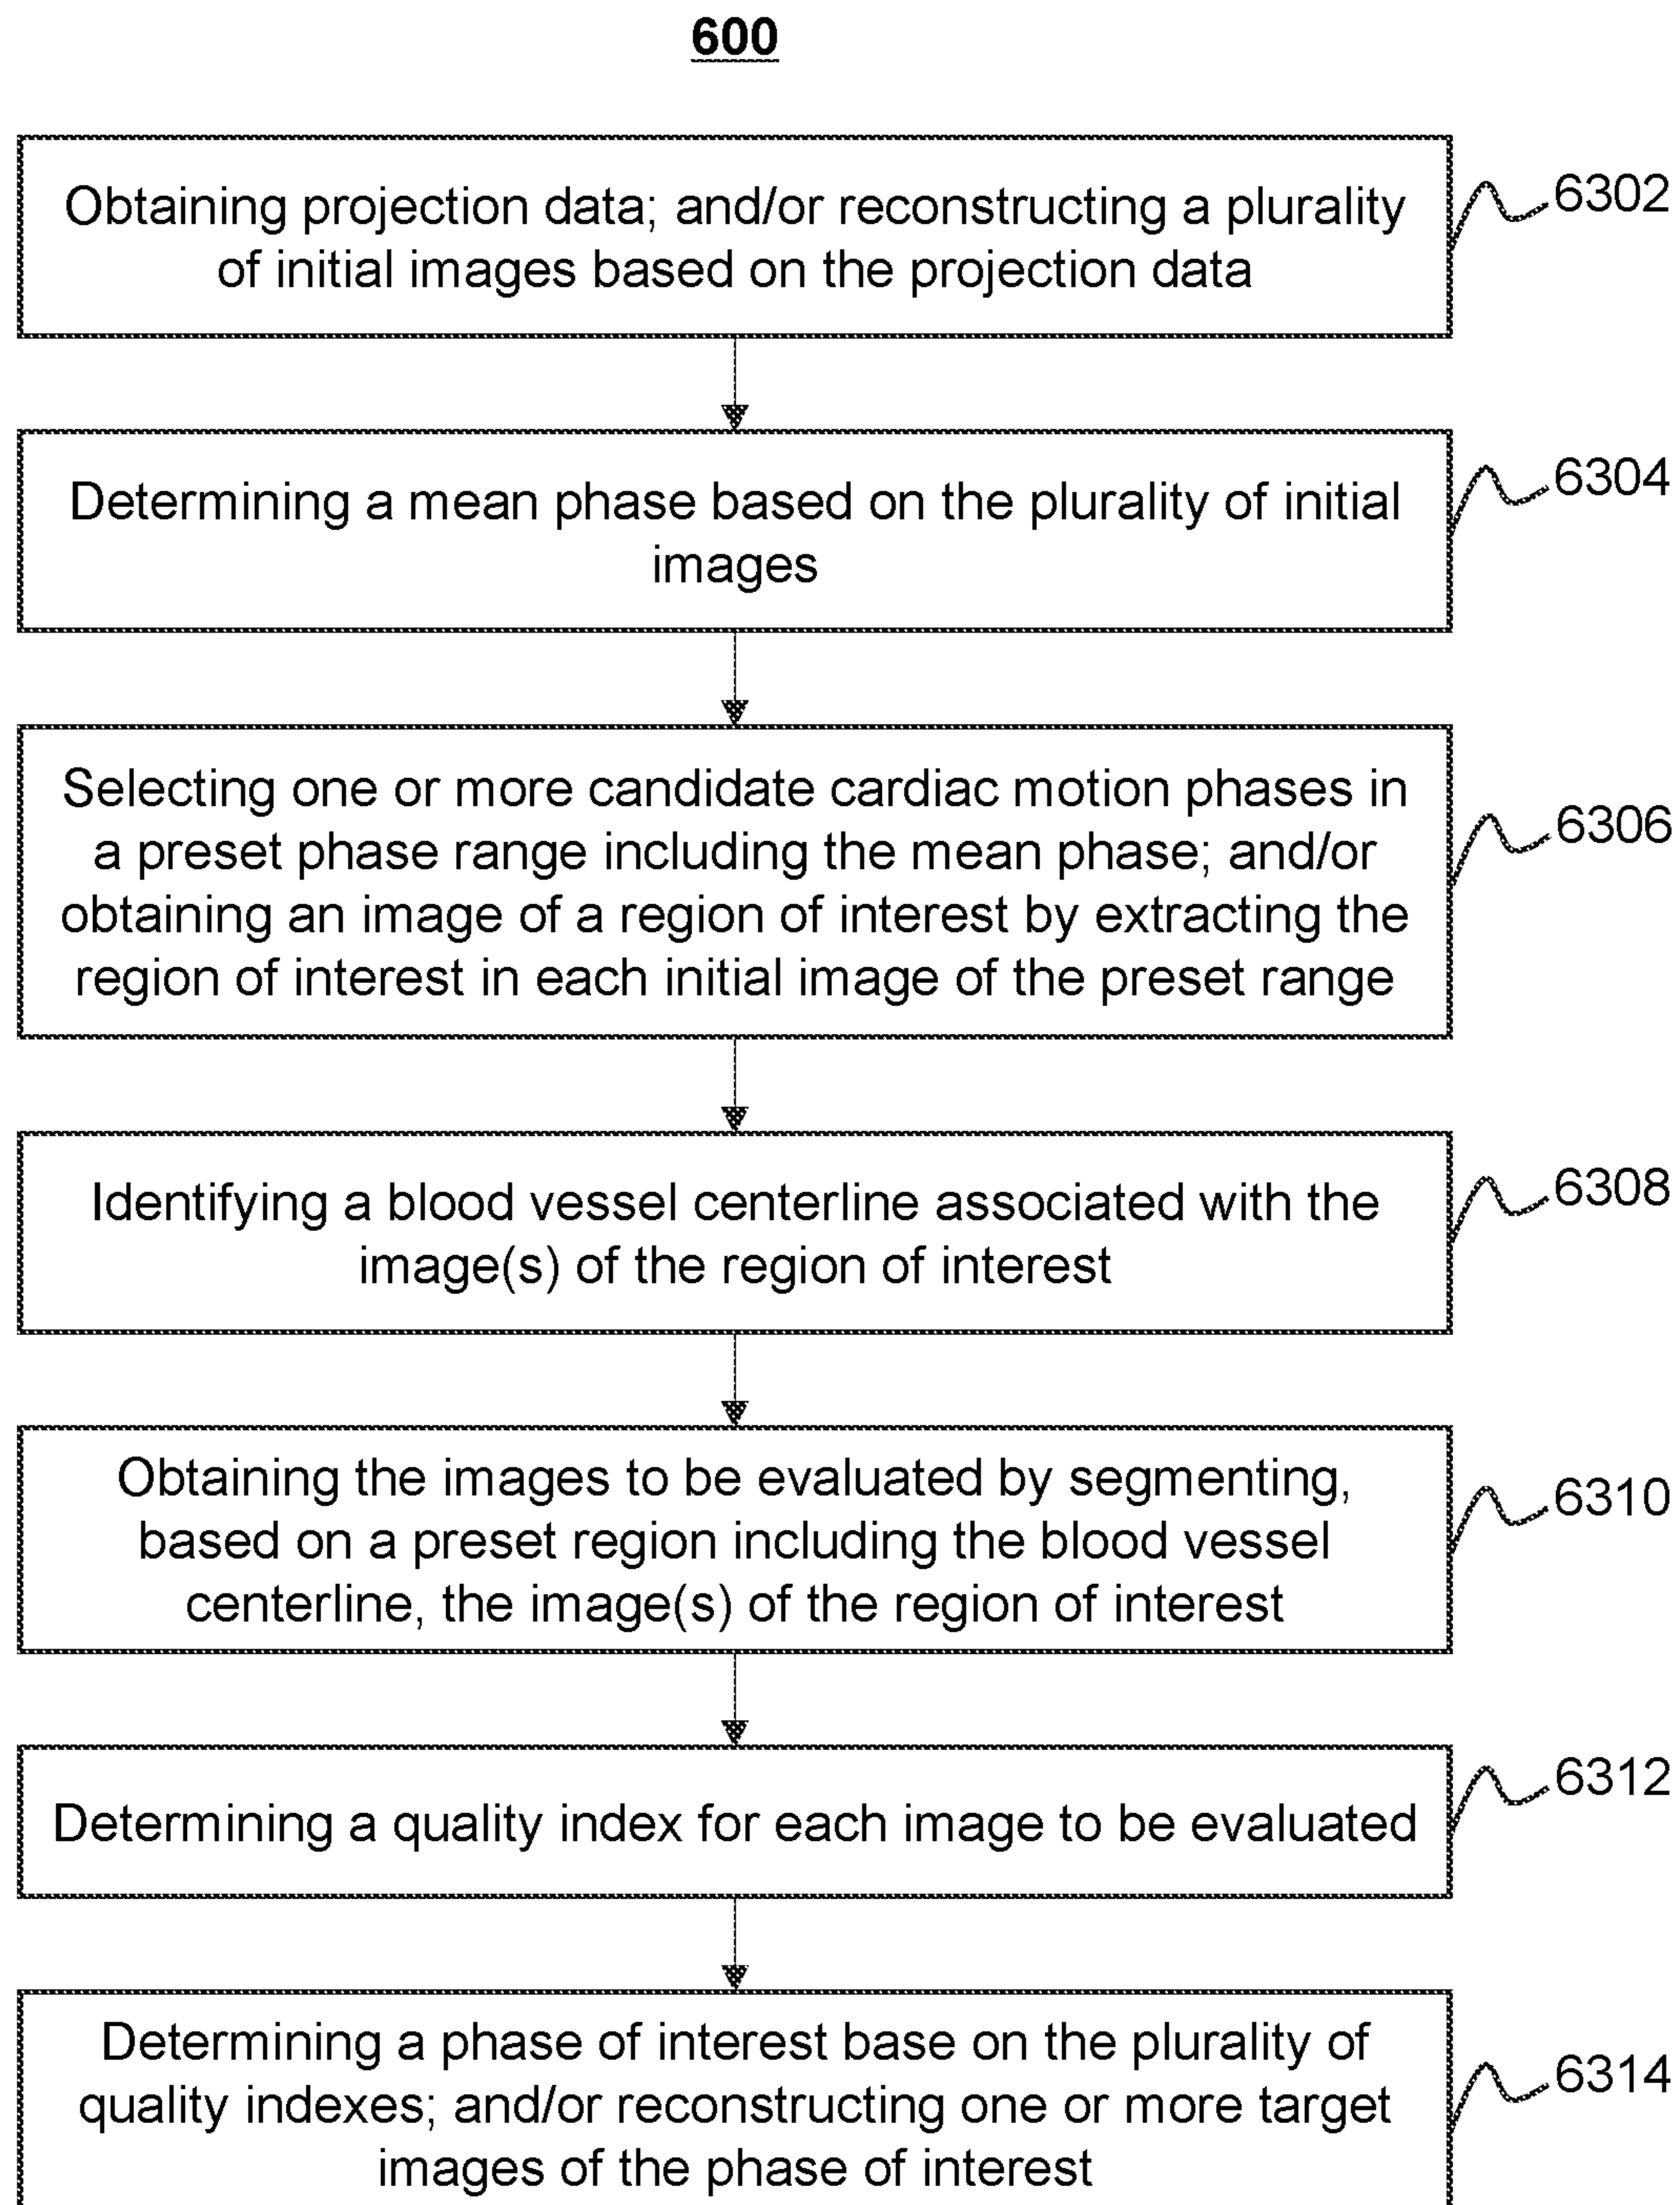 600
Obtaining projection data; and/or reconstructing a plurality
of initial images based on the projection data
6302
Determining a mean phase based on the plurality of initial
images
6304
Selecting one or more candidate cardiac motion phases in
a preset phase range including the mean phase; and/or
obtaining an image of a region of interest by extracting the
region of interest in each initial image of the preset range
6306
Identifying a blood vessel centerline associated with the
image(s) of the region of interest
6308
Obtaining the images to be evaluated by segmenting,
based on a preset region including the blood vessel
centerline, the image(s) of the region of interest
6310
Determining a quality index for each image to be evaluated
6312
Determining a phase of interest base on the plurality of
quality indexes; and/or reconstructing one or more target
images of the phase of interest
6314